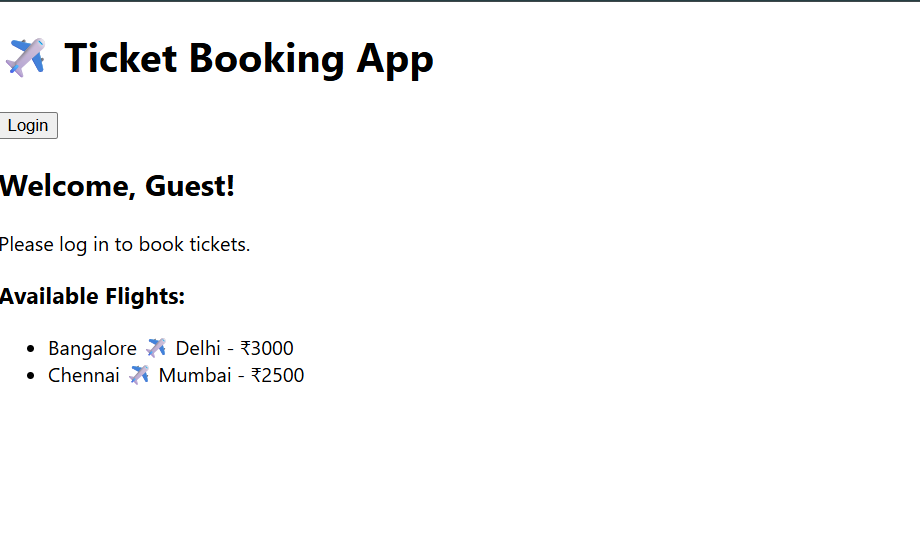 ✈️ Ticket Booking App
Login
Welcome, Guest!
Please log in to book tickets.
Available Flights:
• Bangalore ✈️ Delhi - ₹3000
• Chennai ✈️ Mumbai - ₹2500